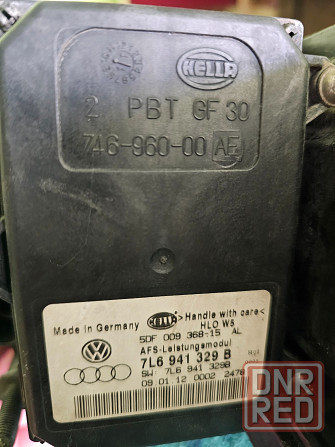 HELLA
2 PBT GF 30
746-960-00 AE
Made in Germany
HELLA
>Handle with care<
HLO W5
5DF 009 368-15 AL
AFS-Leistungsmodul
7L6 941 329 B
High
SW: 7L6 941 329B
09 01 12 0002 2478
DNR
RED